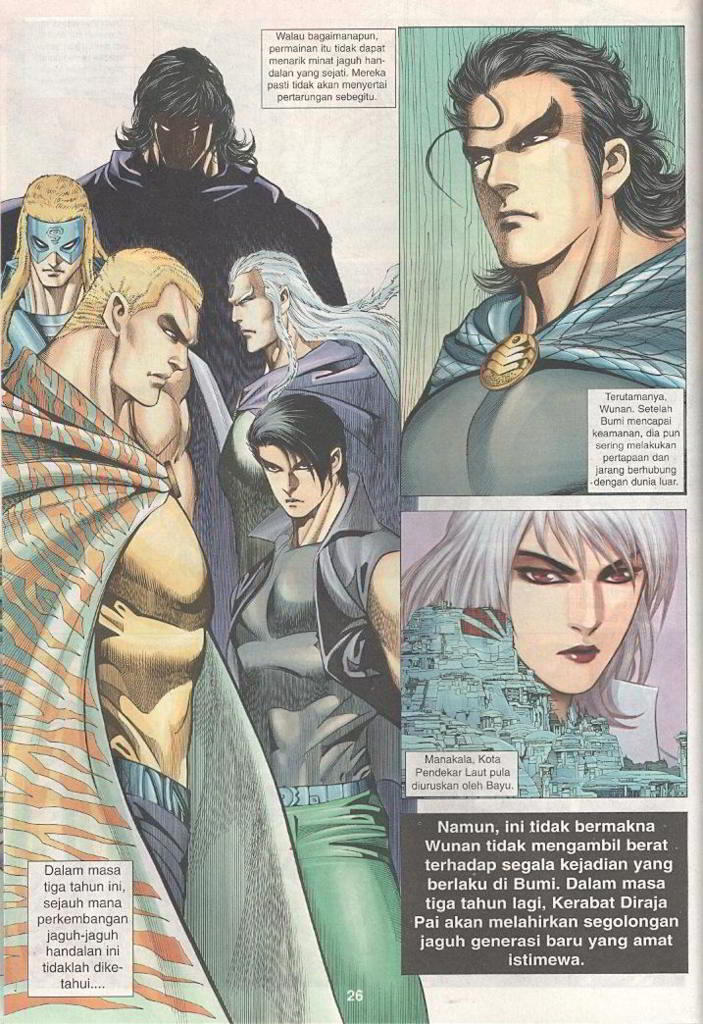 Walau bagaimanapun,
permainan itu tidak dapat
menarik minat jaguh han-
dalan yang sejati. Mereka
pasti tidak akan menyertai
pertarungan sebegitu.
Terutamanya,
Wunan. Setelah
Bumi mencapai
keamanan, dia pun
sering melakukan
pertapaan dan
jarang berhubung
dengan dunia luar.
Manakala, Kota
Pendekar Laut pula
diuruskan oleh Bayu.
Dalam masa
tiga tahun ini,
sejauh mana
perkembangan
jaguh-jaguh
handalan ini
tidaklah dike-
tahui....
Namun, ini tidak bermakna
Wunan tidak mengambil berat
terhadap segala kejadian yang
berlaku di Bumi. Dalam masa
tiga tahun lagi, Kerabat Diraja
Pai akan melahirkan segolongan
jaguh generasi baru yang amat
istimewa.
26